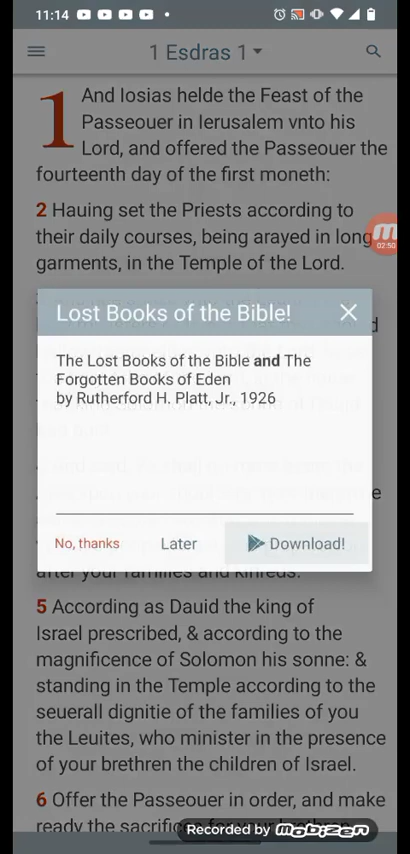 11:14
1 Esdras 1
1 And Iosias helde the Feast of the
Passeouer in Ierusalem vnto his
Lord, and offered the Passeouer the
fourteenth day of the first moneth:
2 Hauing set the Priests according to
their daily courses, being arayed in long
garments, in the Temple of the Lord.
02:50
Lost Books of the Bible!
The Lost Books of the Bible and The
Forgotten Books of Eden
by Rutherford H. Platt, Jr., 1926
No, thanks
Later
Download!
after your families and kinreds:
5 According as Dauid the king of
Israel prescribed, & according to the
magnificence of Solomon his sonne: &
standing in the Temple according to the
seuerall dignitie of the families of you
the Leuites, who minister in the presence
of your brethren the children of Israel.
6 Offer the Passeouer in order, and make
ready the sacrifices for your brethren
Recorded by mobizen